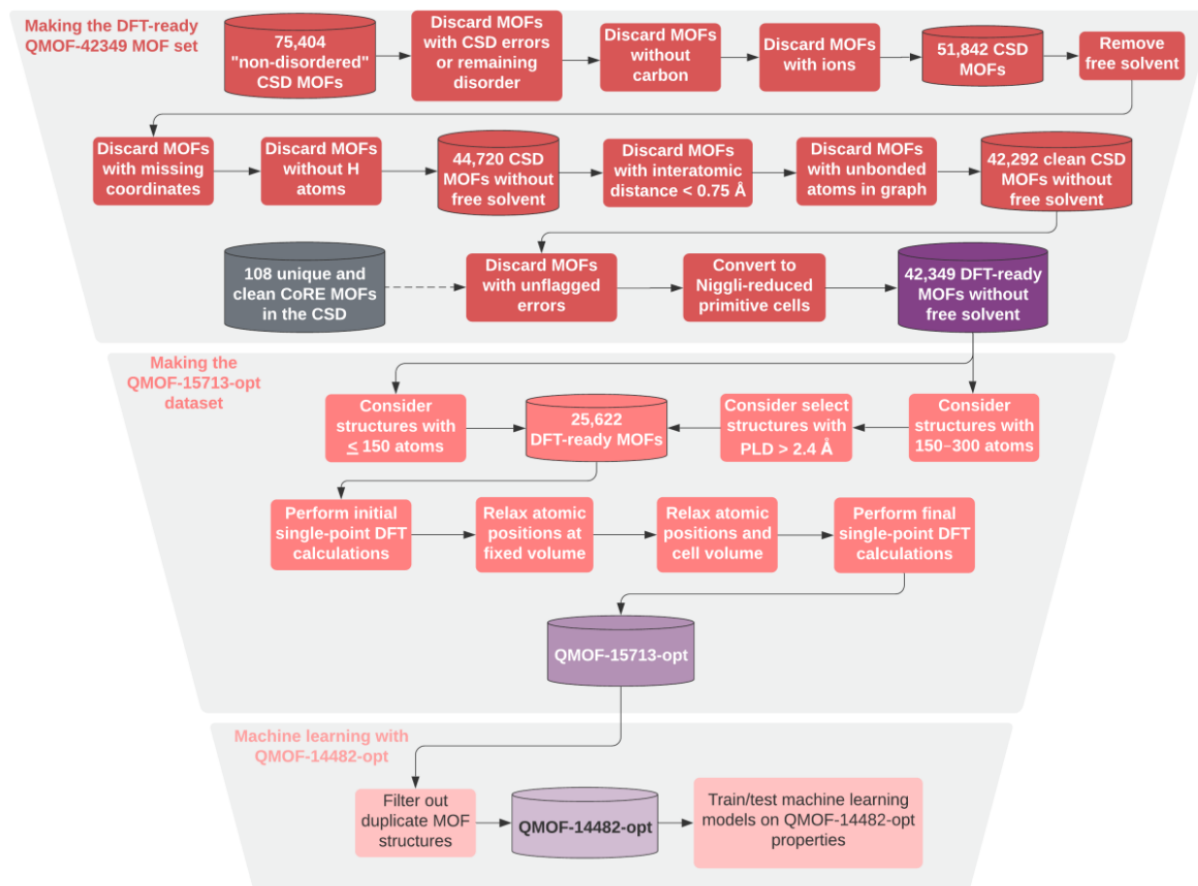 Making the DFT-ready
QMOF-42349 MOF set
75,404
"non-disordered"
CSD MOFs
Discard MOFs
with CSD errors
or remaining
disorder
Discard MOFs
without
carbon
Discard MOFs
with ions
51,842 CSD
MOFs
Remove
free solvent
Discard MOFs
with missing
coordinates
Discard MOFs
without H
atoms
44,720 CSD
MOFs without
free solvent
Discard MOFs
with interatomic
distance < 0.75 Å
Discard MOFs
with unbonded
atoms in graph
42,292 clean CSD
MOFs without
free solvent
108 unique and
clean CoRE MOFs
in the CSD
Discard MOFs
with unflagged
errors
Convert to
Niggli-reduced
primitive cells
42,349 DFT-ready
MOFs without
free solvent
Making the
QMOF-15713-opt
dataset
Consider
structures with
≤ 150 atoms
25,622
DFT-ready MOFs
Consider select
structures with
PLD > 2.4 Å
Consider
structures with
150–300 atoms
Perform initial
single-point DFT
calculations
Relax atomic
positions at
fixed volume
Relax atomic
positions and
cell volume
Perform final
single-point DFT
calculations
QMOF-15713-opt
Machine learning with
QMOF-14482-opt
Filter out
duplicate MOF
structures
QMOF-14482-opt
Train/test machine learning
models on QMOF-14482-opt
properties